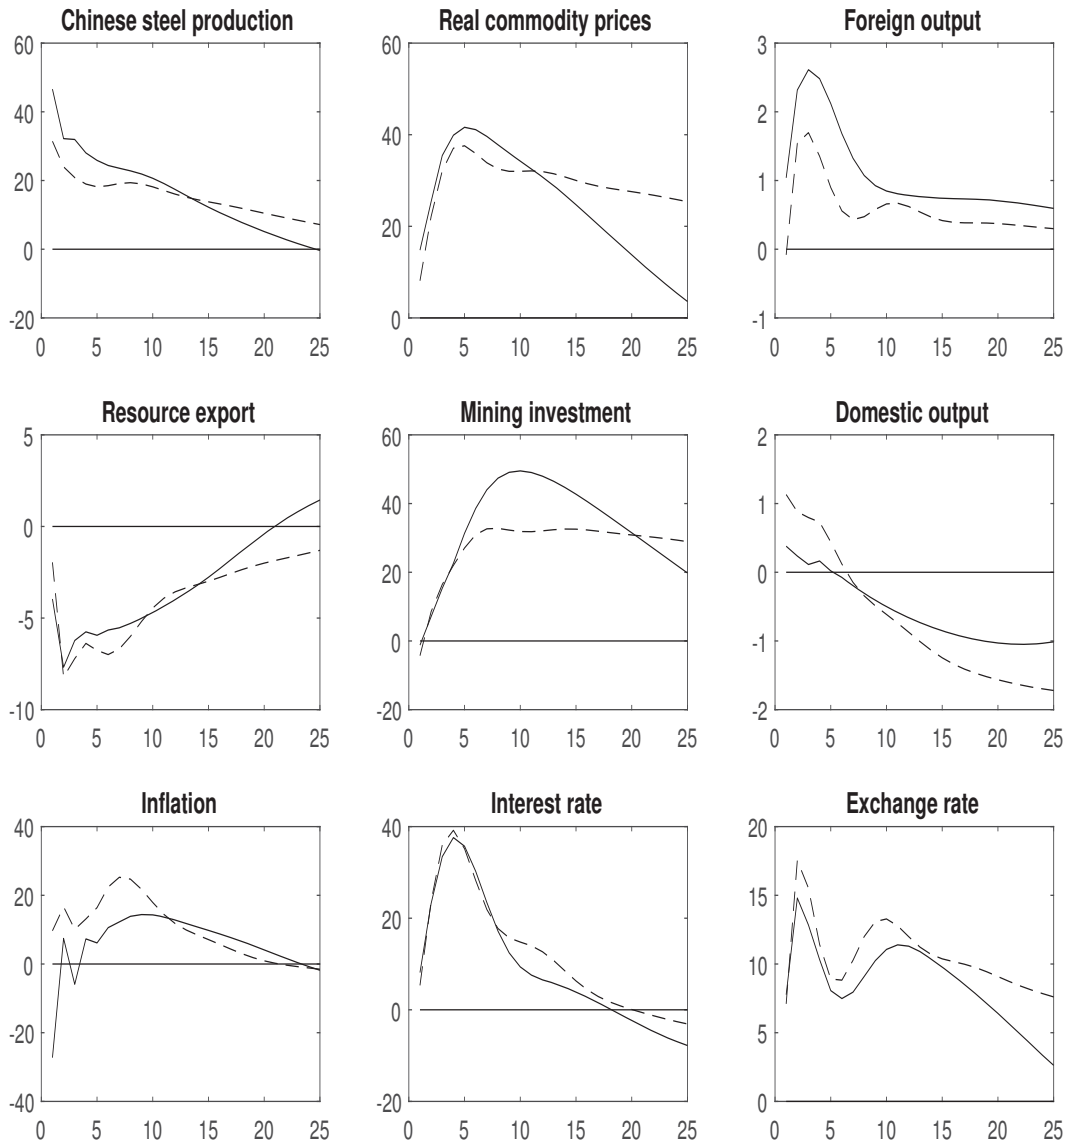 Chinese steel production
60
40
20
0
-20
0 5 10 15 20 25
Real commodity prices
60
40
20
0
0 5 10 15 20 25
Foreign output
3
2
1
0
-1
0 5 10 15 20 25
Resource export
5
0
-5
-10
0 5 10 15 20 25
Mining investment
60
40
20
0
-20
0 5 10 15 20 25
Domestic output
2
1
0
-1
-2
0 5 10 15 20 25
Inflation
40
20
0
-20
-40
0 5 10 15 20 25
Interest rate
40
20
0
-20
0 5 10 15 20 25
Exchange rate
20
15
10
5
0
0 5 10 15 20 25